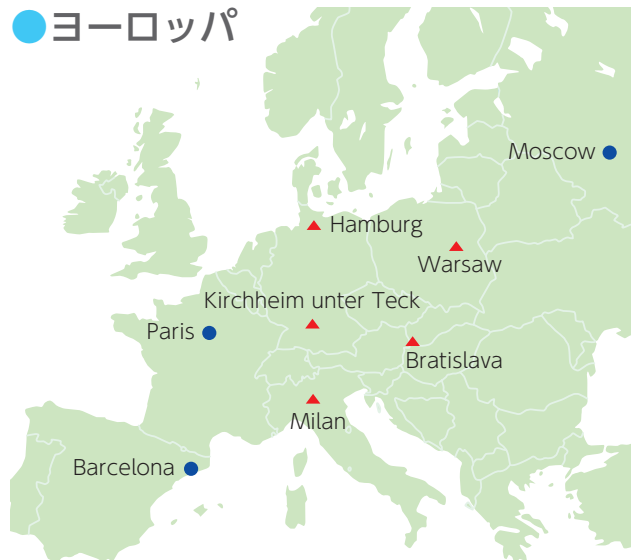 ヨーロッパ
Moscow
Hamburg
Warsaw
Kirchheim unter Teck
Paris
Bratislava
Milan
Barcelona